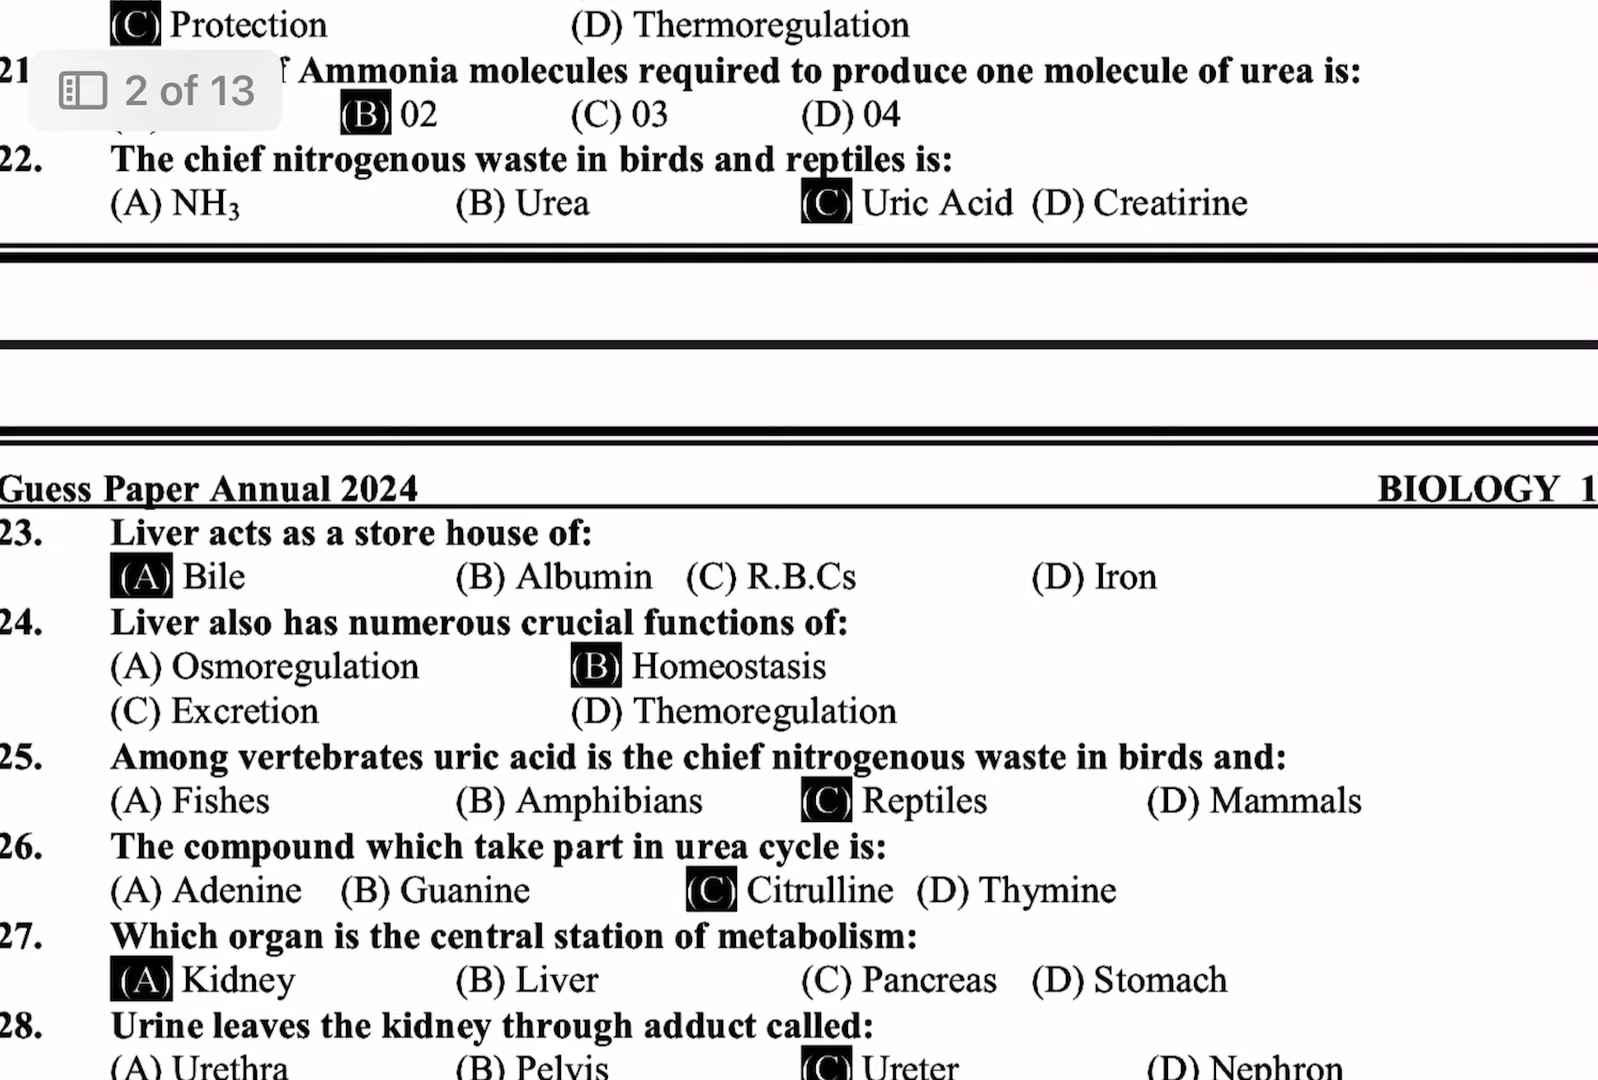 (C) Protection (D) Thermoregulation
21 f Ammonia molecules required to produce one molecule of urea is:
2 of 13
(B) 02 (C) 03 (D) 04
22. The chief nitrogenous waste in birds and reptiles is:
(A) NH₃ (B) Urea (C) Uric Acid (D) Creatirine
Guess Paper Annual 2024 BIOLOGY 1
23. Liver acts as a store house of:
(A) Bile (B) Albumin (C) R.B.Cs (D) Iron
24. Liver also has numerous crucial functions of:
(A) Osmoregulation (B) Homeostasis
(C) Excretion (D) Themoregulation
25. Among vertebrates uric acid is the chief nitrogenous waste in birds and:
(A) Fishes (B) Amphibians (C) Reptiles (D) Mammals
26. The compound which take part in urea cycle is:
(A) Adenine (B) Guanine (C) Citrulline (D) Thymine
27. Which organ is the central station of metabolism:
(A) Kidney (B) Liver (C) Pancreas (D) Stomach
28. Urine leaves the kidney through adduct called:
(A) Urethra (B) Pelvis (C) Ureter (D) Nephron